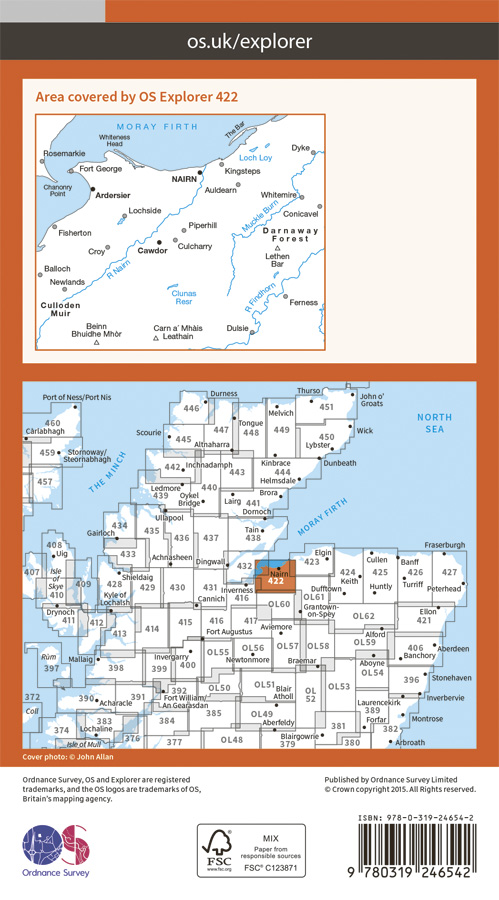 os.uk/explorer
Area covered by OS Explorer 422
MORAY FIRTH
The Bar
Whiteness
Head
Rosemarkie
Fort George
Loch Loy
Dyke
Chanonry
Point
Ardersier
NAIRN
Kingsteps
Auldearn
Whitemire
Lochside
Muckle Burn
Conicavel
Fisherton
Piperhill
Darnaway
Forest
Croy
Cawdor
Culcharry
Lethen
Bar
Balloch
R Nairn
Newlands
Clunas
Resr
R Findhorn
Ferness
Culloden
Muir
Beinn
Bhuidhe Mhòr
Carn a' Mhàis
Leathain
Dulsie
Port of Ness/Port Nis
Durness
Thurso
John o'
Groats
446
451
460
Càrlabhagh
Scourie
447
Tongue
448
Melvich
449
Wick
NORTH
SEA
445
Altnaharra
450
Lybster
459
Stornoway/
Steornabhagh
THE MINCH
442
Inchnadamph
443
Kinbrace
444
Dunbeath
457
Helmsdale
Ledmore
439
440
Oykel
Bridge
Lairg
441
Brora
Dornoch
Ullapool
434
Gairloch
435
436
437
Tain
438
MORAY FIRTH
433
Achnasheen
Dingwall
432
Nairn
422
Elgin
423
424
Cullen
425
Banff
426
Fraserburgh
427
408
Uig
Isle
of
Skye
410
409
428
Shieldaig
429
430
431
Inverness
Keith
Turriff
Peterhead
Kyle of
Lochalsh
Cannich
416
OL60
OL61
Dufftown
Huntly
Grantown-
on-Spey
OL62
Ellon
421
Drynoch
411
412
413
414
415
416
417
Fort Augustus
Aviemore
Alford
OL59
Rùm
397
Mallaig
398
Invergarry
399
400
OL55
OL56
Newtonmore
OL57
OL58
Braemar
Aboyne
OL54
406
Banchory
Aberdeen
396
Stonehaven
372
Coll
390
Acharacle
391
392
Fort William/
An Gearasdan
OL50
OL51
Blair
Atholl
OL
52
OL53
Laurencekirk
389
Inverbervie
374
383
Lochaline
384
385
OL49
Aberfeldy
Forfar
382
Montrose
Isle of Mull
376
377
OL48
Blairgowrie
379
381
380
Arbroath
Cover photo: © John Allan
Ordnance Survey, OS and Explorer are registered
trademarks, and the OS logos are trademarks of OS,
Britain's mapping agency.
Published by Ordnance Survey Limited
© Crown copyright 2015. All Rights reserved.
OS
Ordnance Survey
FSC
www.fsc.org
MIX
Paper from
responsible sources
FSC® C123871
ISBN: 978-0-319-24654-2
9 780319 246542